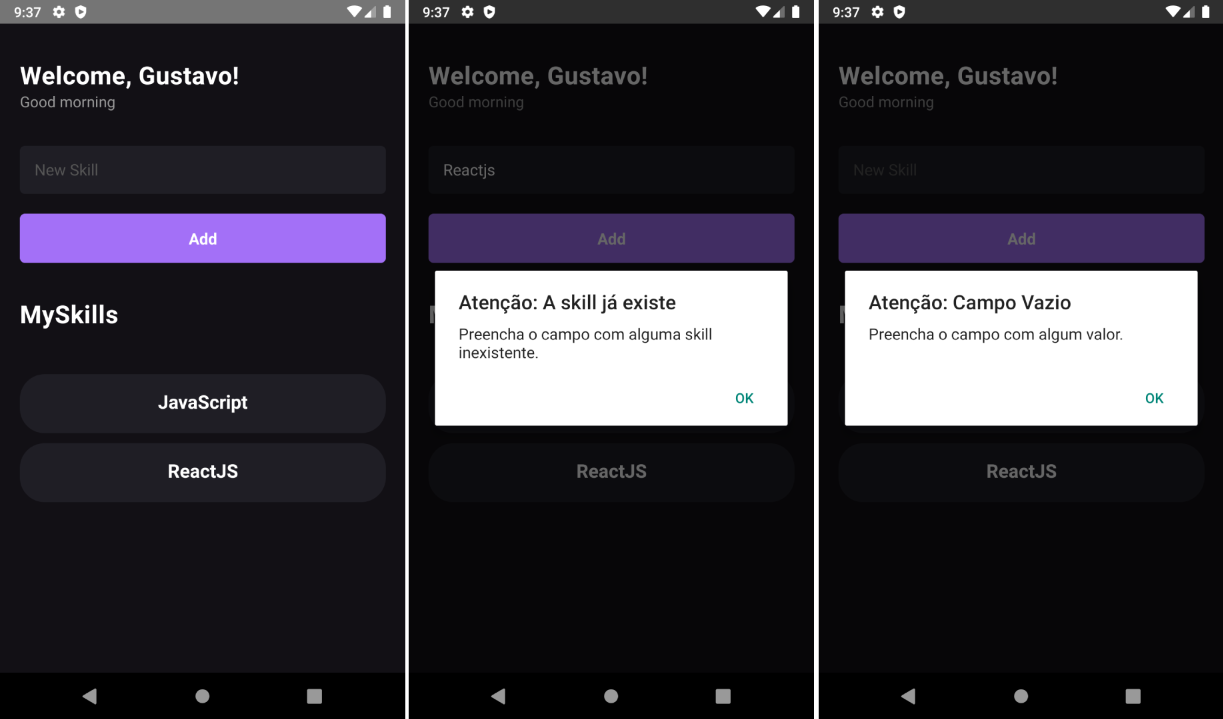 9:37
Welcome, Gustavo!
Good morning
New Skill
Add
MySkills
JavaScript
ReactJS
9:37
Welcome, Gustavo!
Good morning
Reactjs
Add
Atenção: A skill já existe
Preencha o campo com alguma skill
inexistente.
OK
ReactJS
9:37
Welcome, Gustavo!
Good morning
New Skill
Add
Atenção: Campo Vazio
Preencha o campo com algum valor.
OK
ReactJS